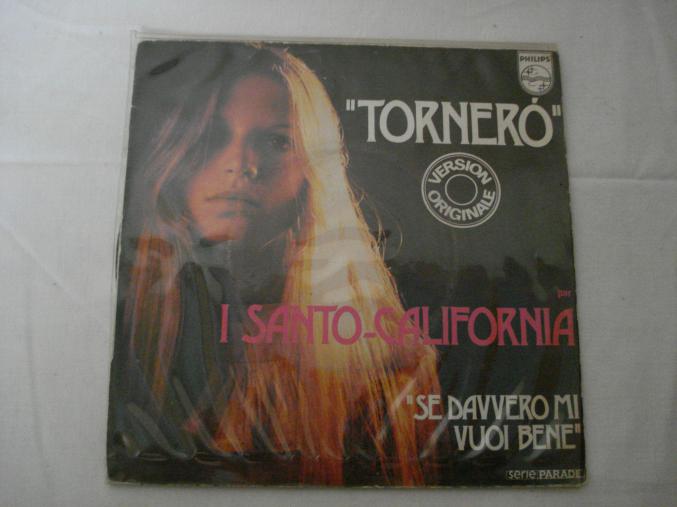 PHILIPS
"TORNERÓ"
VERSION
ORIGINALE
par
I SANTO-CALIFORNIA
"SE DAVVERO MI
VUOI BENE"
serie PARADE